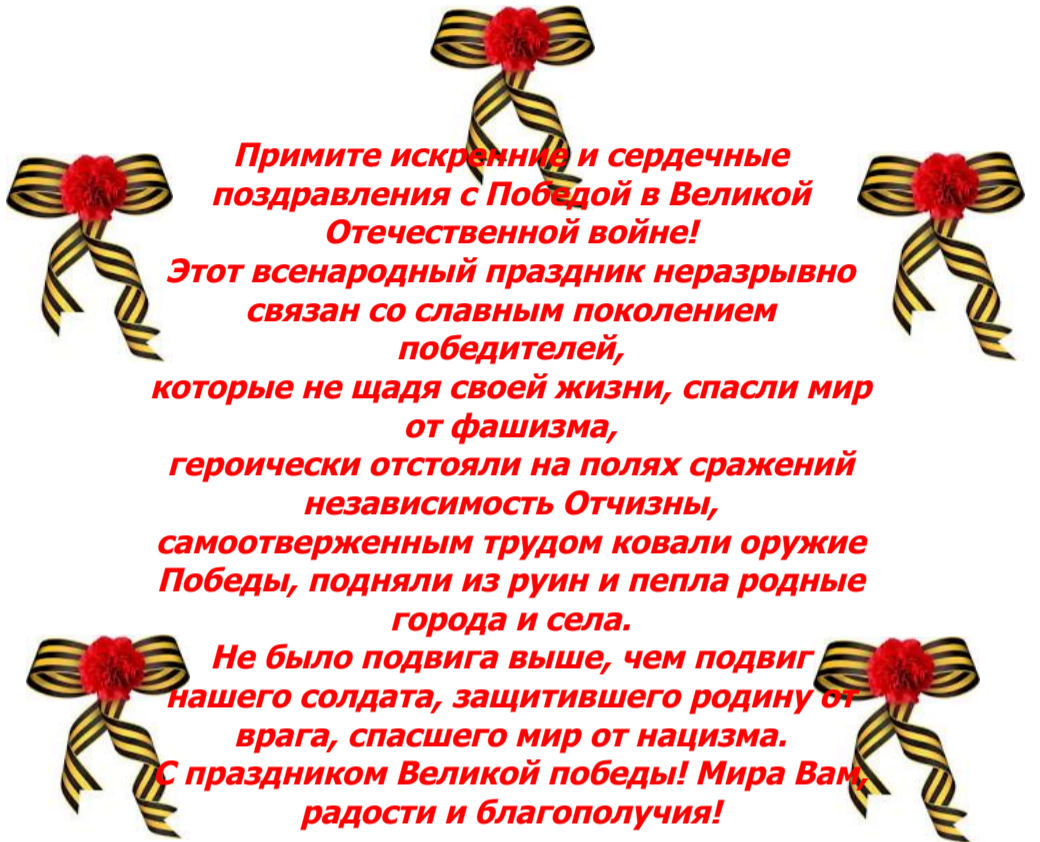 Примите искренние и сердечные
поздравления с Победой в Великой
Отечественной войне!
Этот всенародный праздник неразрывно
связан со славным поколением
победителей,
которые не щадя своей жизни, спасли мир
от фашизма,
героически отстояли на полях сражений
независимость Отчизны,
самоотверженным трудом ковали оружие
Победы, подняли из руин и пепла родные
города и села.
Не было подвига выше, чем подвиг
нашего солдата, защитившего родину от
врага, спасшего мир от нацизма.
С праздником Великой победы! Мира Вам,
радости и благополучия!